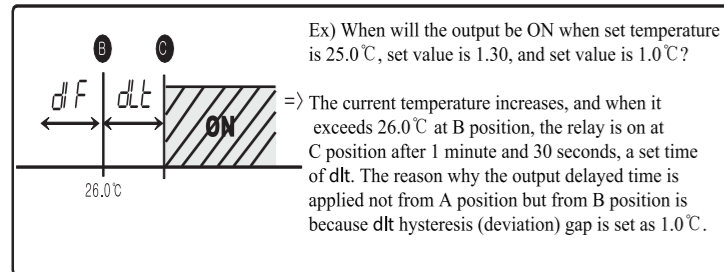 Ex) When will the output be ON when set temperature
is 25.0℃, set value is 1.30, and set value is 1.0℃?
B C
dIF dLt
ON
=> The current temperature increases, and when it
exceeds 26.0℃ at B position, the relay is on at
C position after 1 minute and 30 seconds, a set time
of dlt. The reason why the output delayed time is
applied not from A position but from B position is
because dlt hysteresis (deviation) gap is set as 1.0℃.
26.0℃